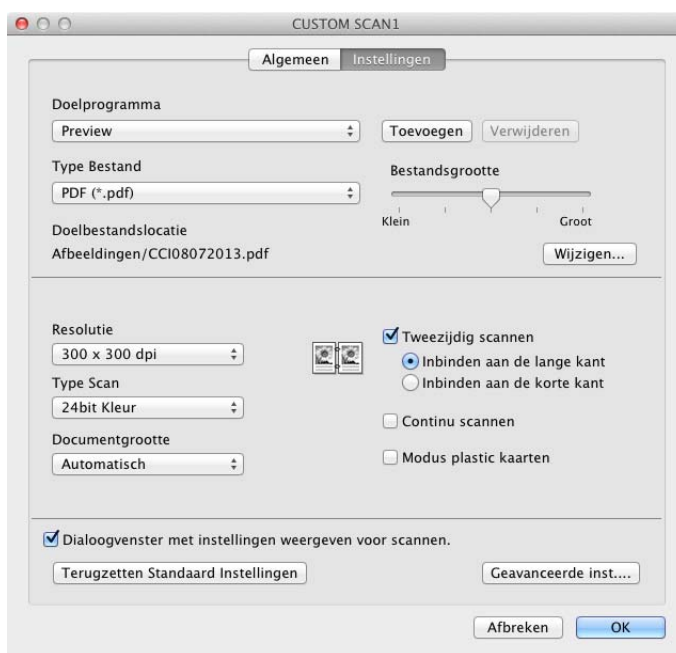 CUSTOM SCAN1
Algemeen Instellingen
Doelprogramma
Preview Toevoegen Verwijderen
Type Bestand Bestandsgrootte
PDF (*.pdf)
Klein Groot
Doelbestandslocatie
Afbeeldingen/CCI08072013.pdf Wijzigen...
Resolutie Tweezijdig scannen
300 x 300 dpi Inbinden aan de lange kant
Type Scan Inbinden aan de korte kant
24bit Kleur
Continu scannen
Documentgrootte
Automatisch Modus plastic kaarten
Dialoogvenster met instellingen weergeven voor scannen.
Terugzetten Standaard Instellingen Geavanceerde inst....
Afbreken OK